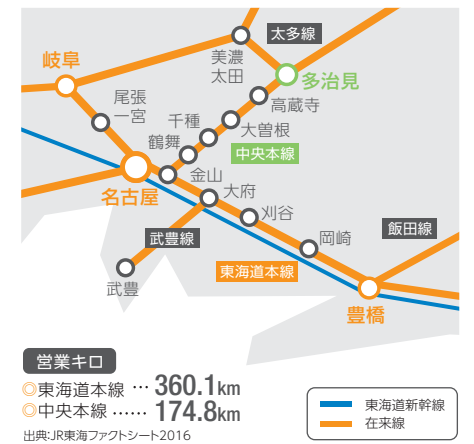 太多線
岐阜
美濃
太田
多治見
尾張
一宮
高蔵寺
千種
大曽根
鶴舞
中央本線
金山
名古屋
大府
刈谷
武豊線
岡崎
飯田線
東海道本線
武豊
豊橋
営業キロ
◎東海道本線 … 360.1km
◎中央本線 …… 174.8km
出典:JR東海ファクトシート2016
東海道新幹線
在来線